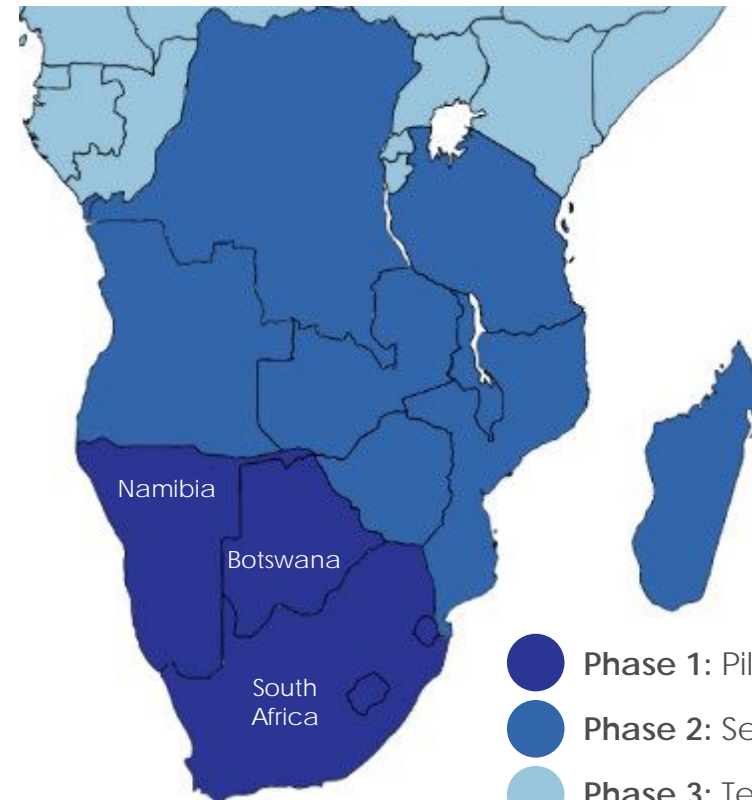 Namibia
Botswana
South
Africa
Phase 1: Pil
Phase 2: Se
Phase 3: Te